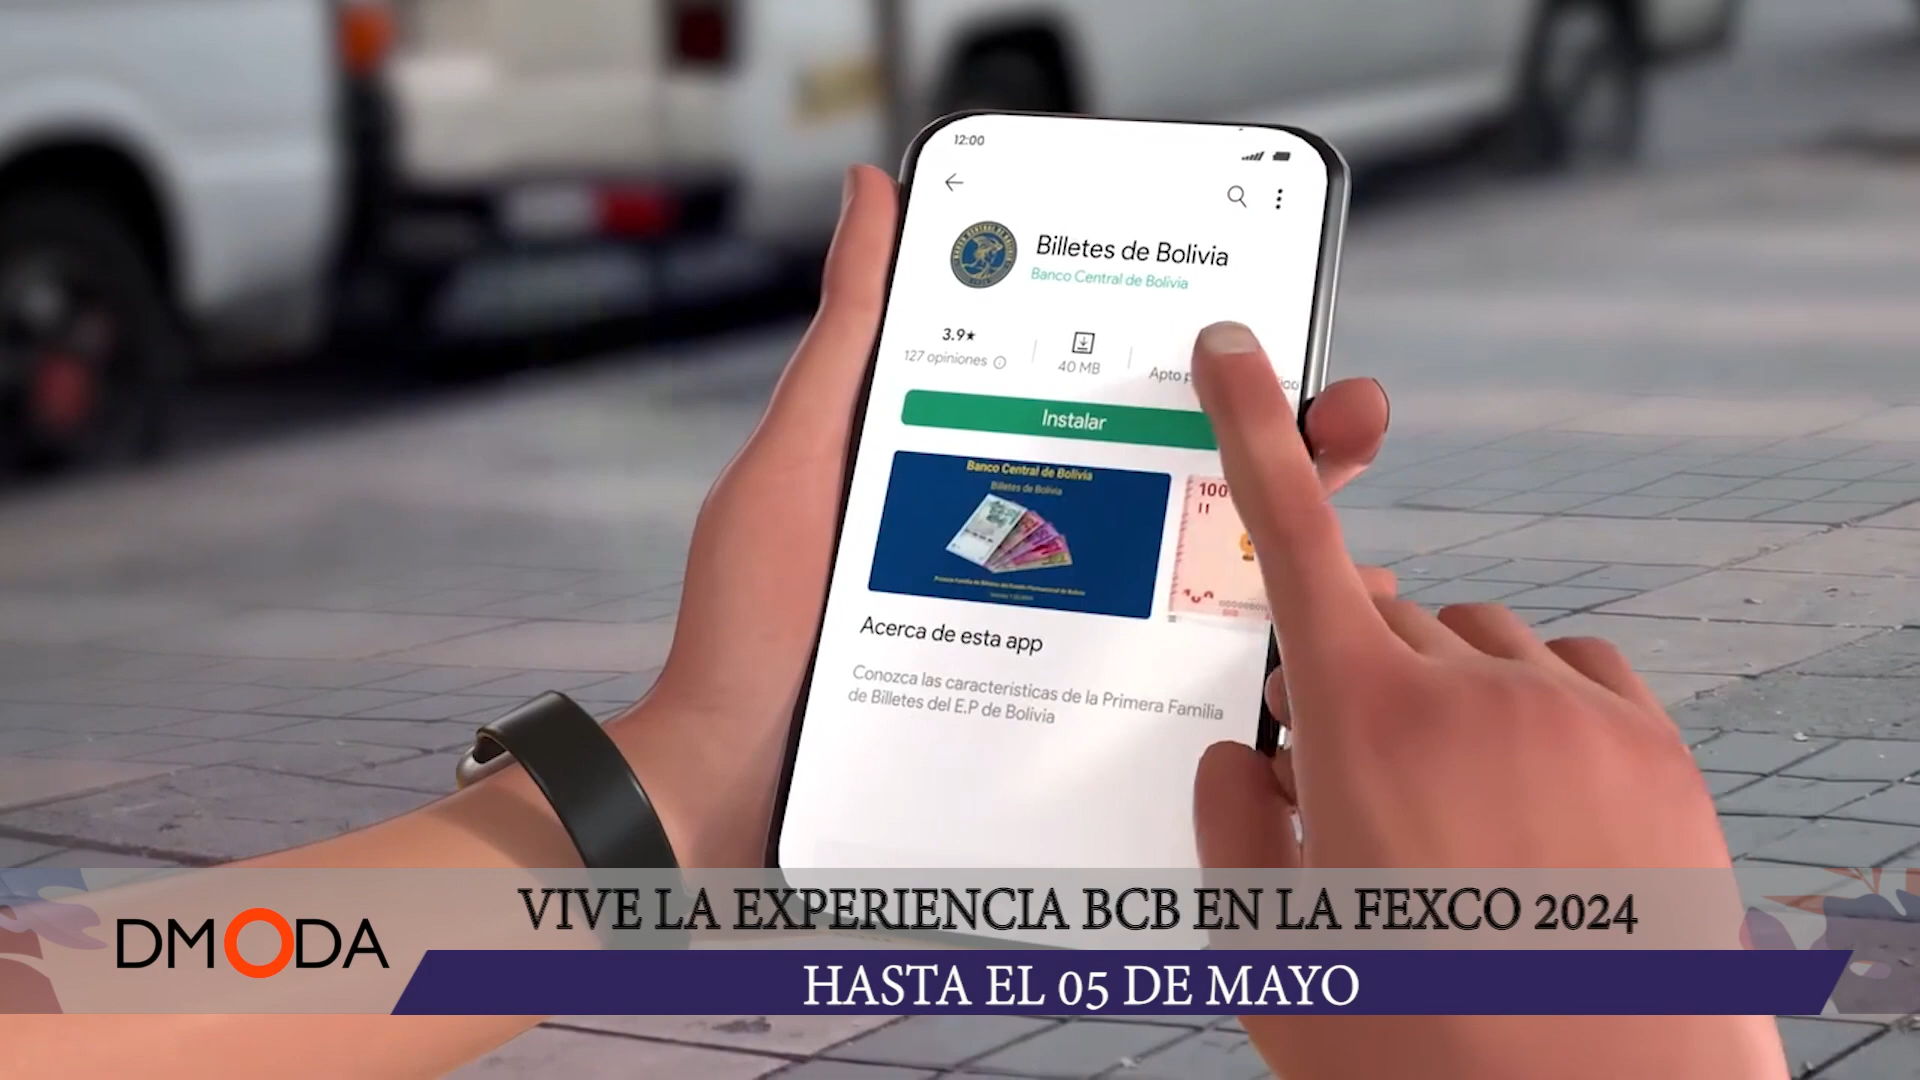 12:00
Billetes de Bolivia
Banco Central de Bolivia
3.9★
127 opiniones
40 MB
Apto
Instalar
Banco Central de Bolivia
Billetes de Bolivia
100
11
Acerca de esta app
Conozca las características de la Primera Familia
de Billetes del E.P de Bolivia
VIVE LA EXPERIENCIA BCB EN LA FEXCO 2024
DMODA
HASTA EL 05 DE MAYO